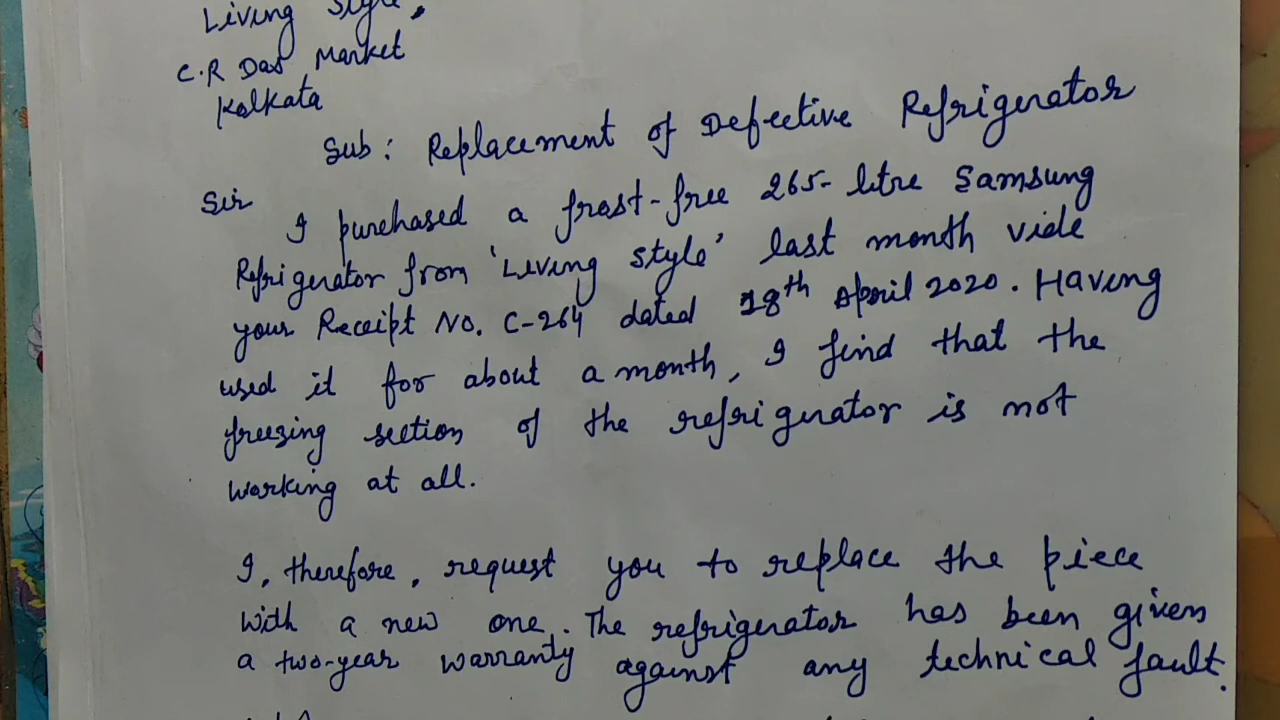 Living Style,
C.R Das Market
Kolkata
Sub: Replacement of Defective Refrigerator
Sir
I purchased a frost-free 265-litre Samsung
Refrigerator from 'Living Style' last month vide
your Receipt No. C-264 dated 18th April 2020. Having
used it for about a month, I find that the
freezing section of the refrigerator is not
working at all.
I, therefore, request you to replace the piece
with a new one. The refrigerator has been given
a two-year warranty against any technical fault.